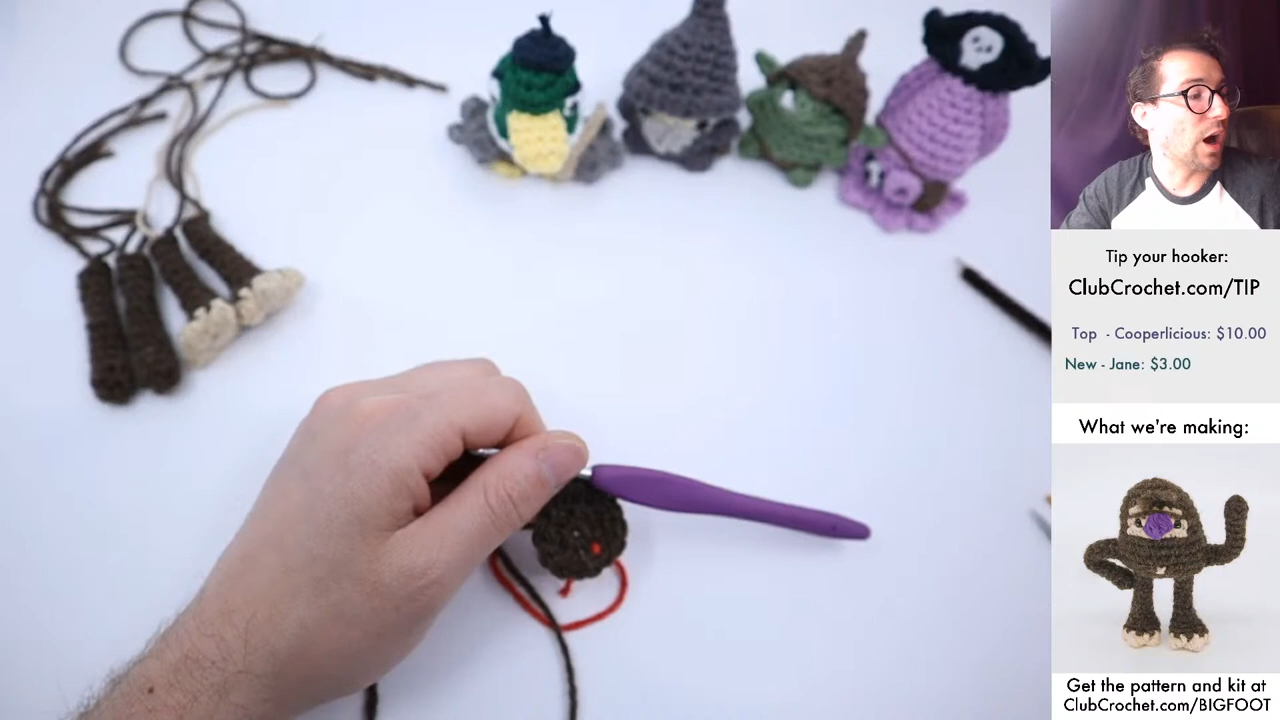 Tip your hooker:
ClubCrochet.com/TIP
Top - Cooperlicious: $10.00
New - Jane: $3.00
What we're making:
Get the pattern and kit at
ClubCrochet.com/BIGFOOT